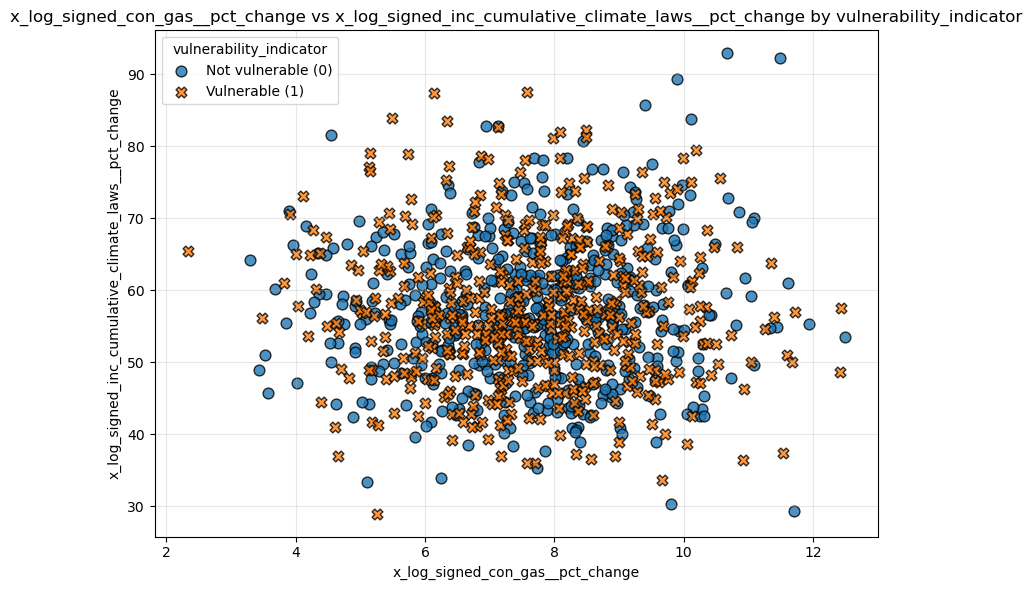 x_log_signed_con_gas__pct_change vs x_log_signed_inc_cumulative_climate_laws__pct_change by vulnerability_indicator
vulnerability_indicator
Not vulnerable (0)
Vulnerable (1)
x_log_signed_inc_cumulative_climate_laws__pct_change
90
80
70
60
50
40
30
2
4
6
8
10
12
x_log_signed_con_gas__pct_change